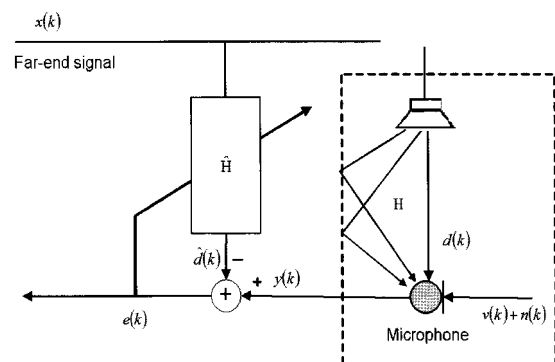 x(k)
Far-end signal
Ĥ
H
d(k)
d̂(k) −
+ y(k)
+
v(k)+n(k)
e(k)
Microphone